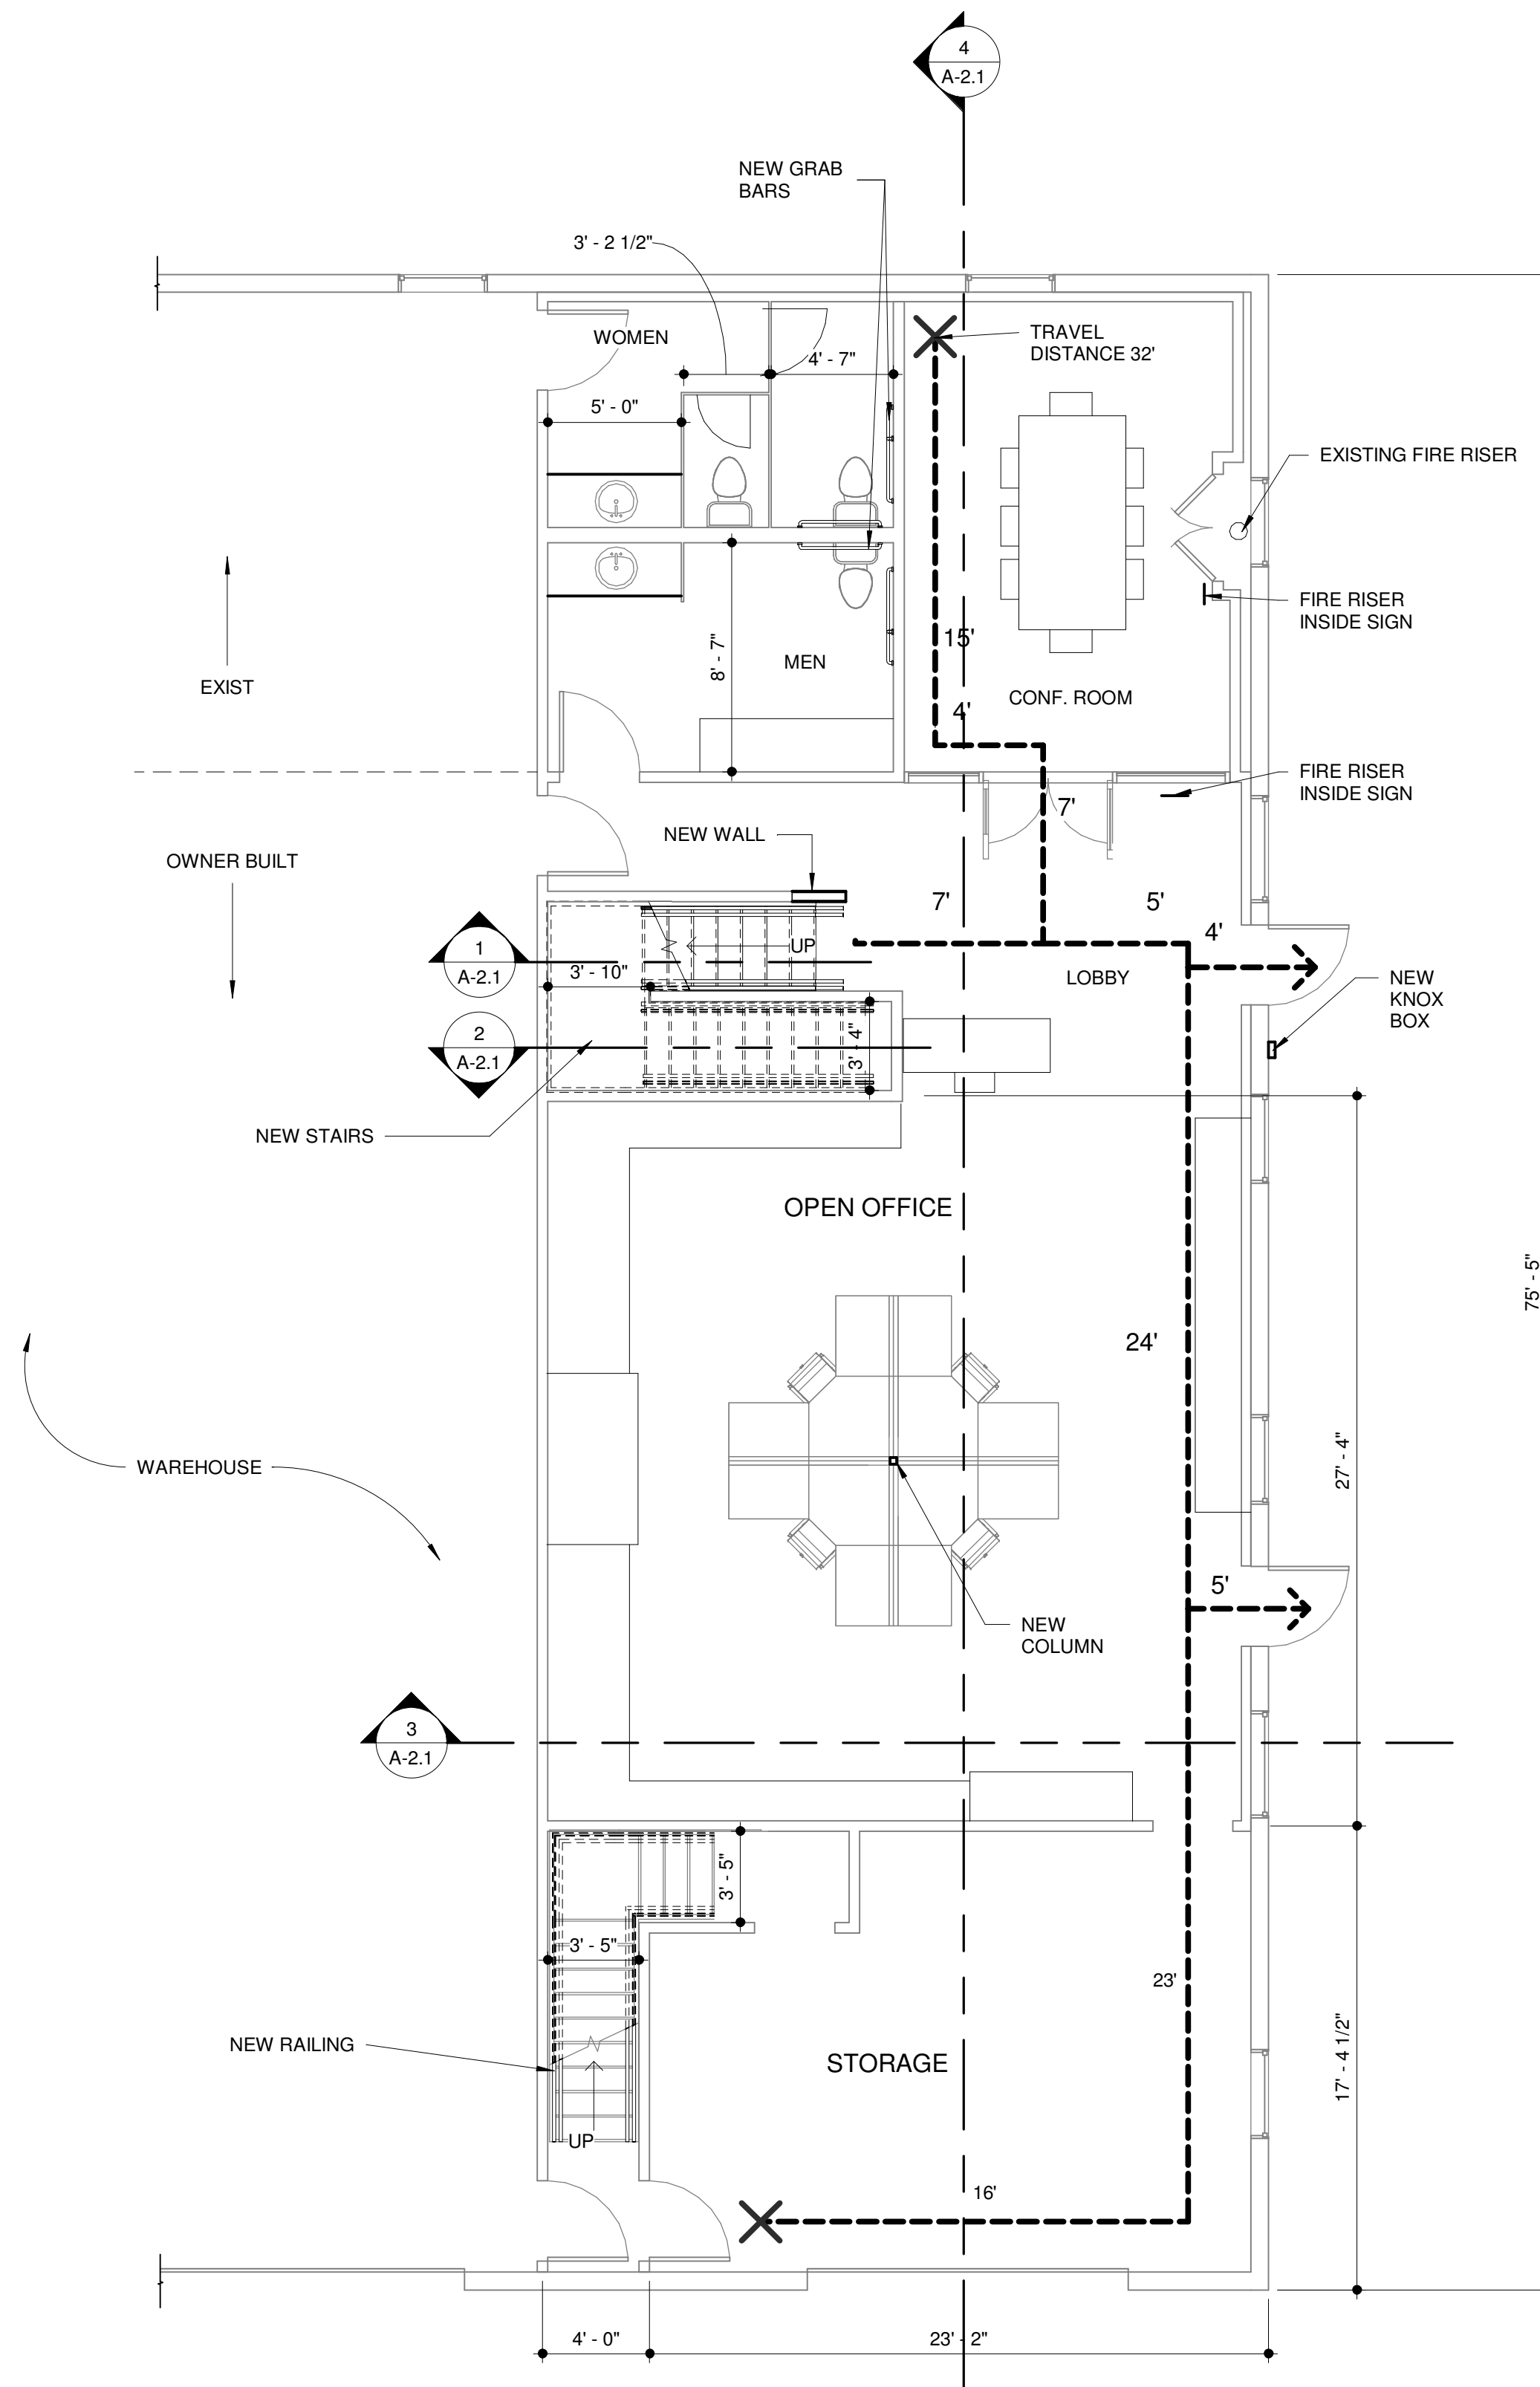 4
A-2.1
NEW GRAB
BARS
3' - 2 1/2"
WOMEN
TRAVEL
DISTANCE 32'
4' - 7"
5' - 0"
EXISTING FIRE RISER
FIRE RISER
INSIDE SIGN
15'
8' - 7"
MEN
EXIST
CONF. ROOM
4'
FIRE RISER
INSIDE SIGN
7'
NEW WALL
OWNER BUILT
7'
5'
4'
1
A-2.1
UP
3' - 10"
LOBBY
NEW
KNOX
BOX
2
A-2.1
3' - 4"
NEW STAIRS
OPEN OFFICE
75' - 5"
24'
27' - 4"
WAREHOUSE
5'
NEW
COLUMN
3
A-2.1
3' - 5"
3' - 5"
23'
NEW RAILING
STORAGE
17' - 4 1/2"
UP
16'
4' - 0"
23' - 2"